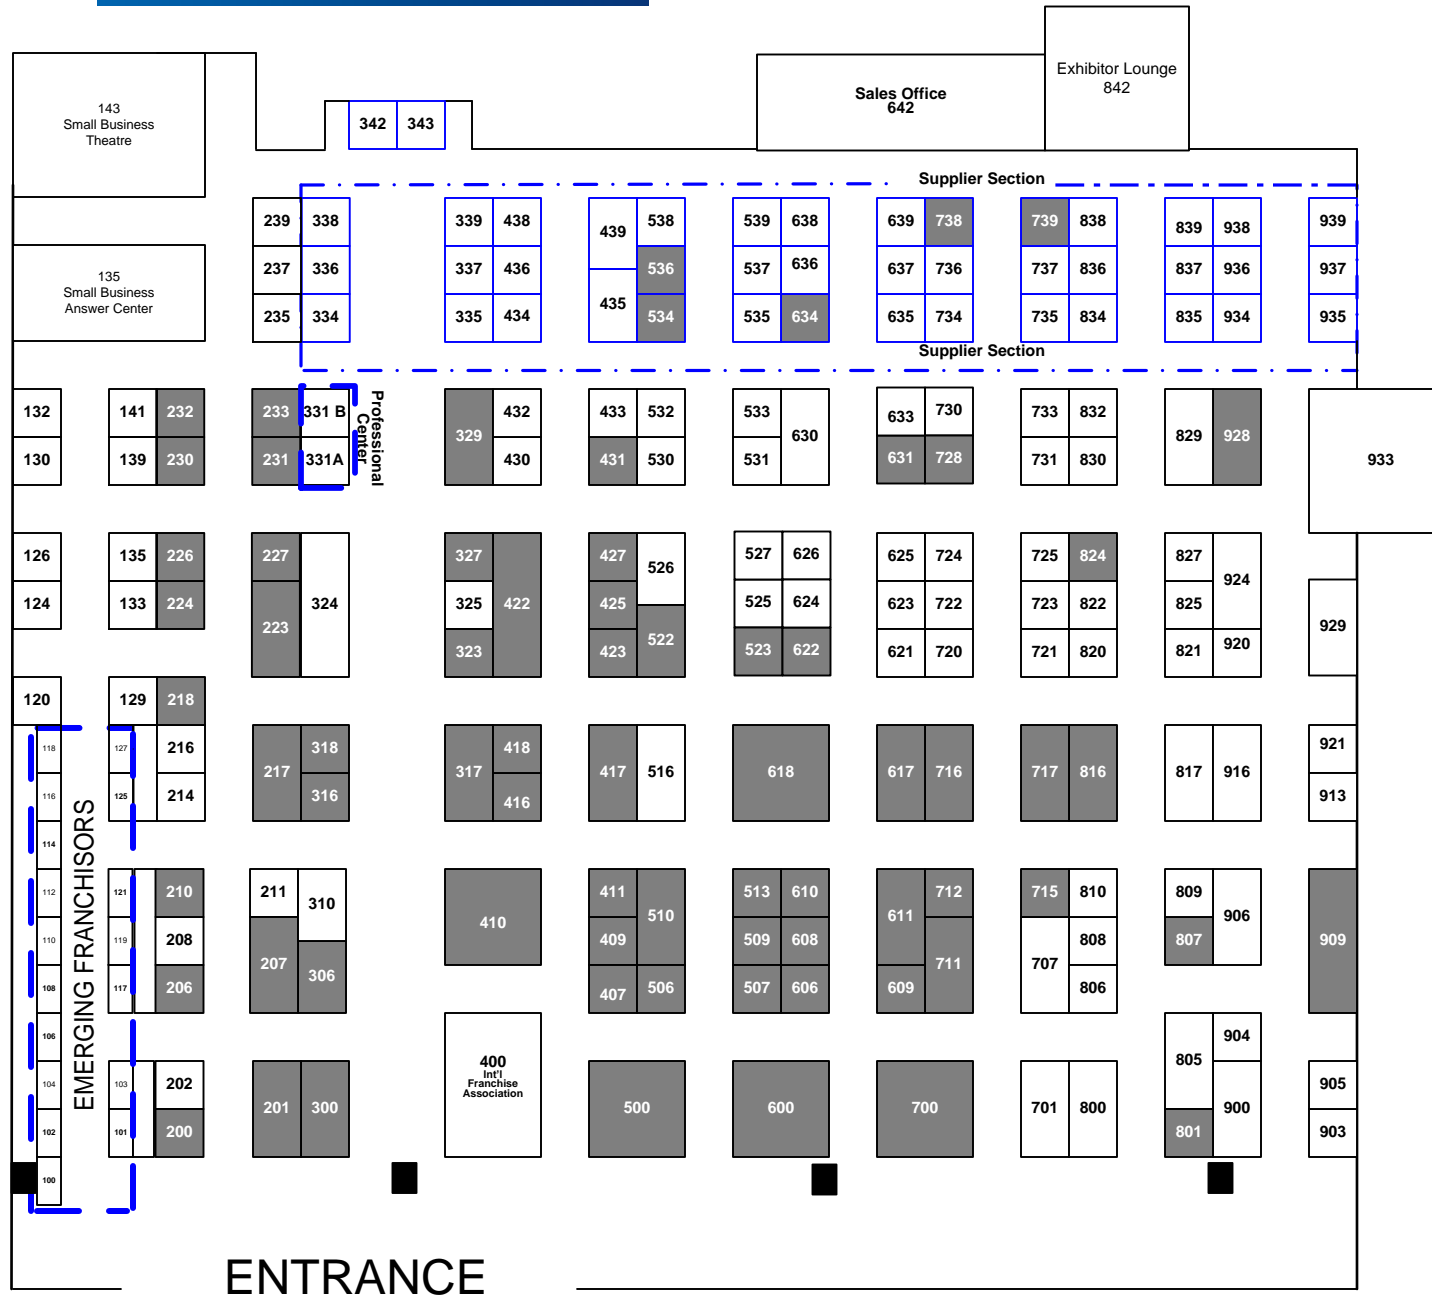 Exhibitor Lounge
842
Sales Office
642
143
Small Business
Theatre
342 343
Supplier Section
239 338 339 438 439 538 539 638 639 738 739 838 839 938 939
237 336 337 436 536 537 636 637 736 737 836 837 936 937
435
235 334 335 434 534 535 634 635 734 735 834 835 934 935
135
Small Business
Answer Center
Supplier Section
132 141 232 233 331 B 329 432 433 532 533 630 633 730 733 832 829 928 933
130 139 230 231 331A 430 431 530 531 631 728 731 830
Professional
Center
126 135 226 227 324 327 422 427 526 527 626 625 724 725 824 827 924
124 133 224 223 325 425 525 624 623 722 723 822 825 929
323 423 522 523 622 621 720 721 820 821 920
120 129 218
118 127 216 217 318 317 418 417 516 618 617 716 717 816 817 916 921
116 125 214 316 416 913
114
EMERGING FRANCHISORS
112 121 210 211 310 410 411 510 513 610 611 712 715 810 809 906 909
110 119 208 207 409 509 608 711 707 808 807
108 117 206 306 407 506 507 606 609 806
106 904
400
Int'l
Franchise
Association
805
104 103 202 201 300 500 600 700 701 800 900 905
102 101 200 801 903
100
ENTRANCE